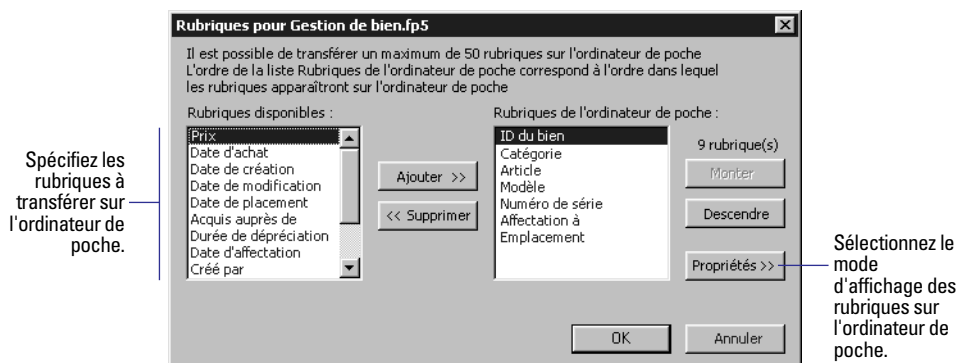 Rubriques pour Gestion de bien.fp5
Il est possible de transférer un maximum de 50 rubriques sur l'ordinateur de poche
L'ordre de la liste Rubriques de l'ordinateur de poche correspond à l'ordre dans lequel
les rubriques apparaîtront sur l'ordinateur de poche
Rubriques disponibles :
Prix
Date d'achat
Date de création
Date de modification
Date de placement
Acquis auprès de
Durée de dépréciation
Date d'affectation
Créé par
Ajouter >>
<< Supprimer
Rubriques de l'ordinateur de poche :
ID du bien
Catégorie
Article
Modèle
Numéro de série
Affectation à
Emplacement
9 rubrique(s)
Monter
Descendre
Propriétés >>
OK
Annuler
Spécifiez les
rubriques à
transférer sur
l'ordinateur de
poche.
Sélectionnez le
mode
d'affichage des
rubriques sur
l'ordinateur de
poche.